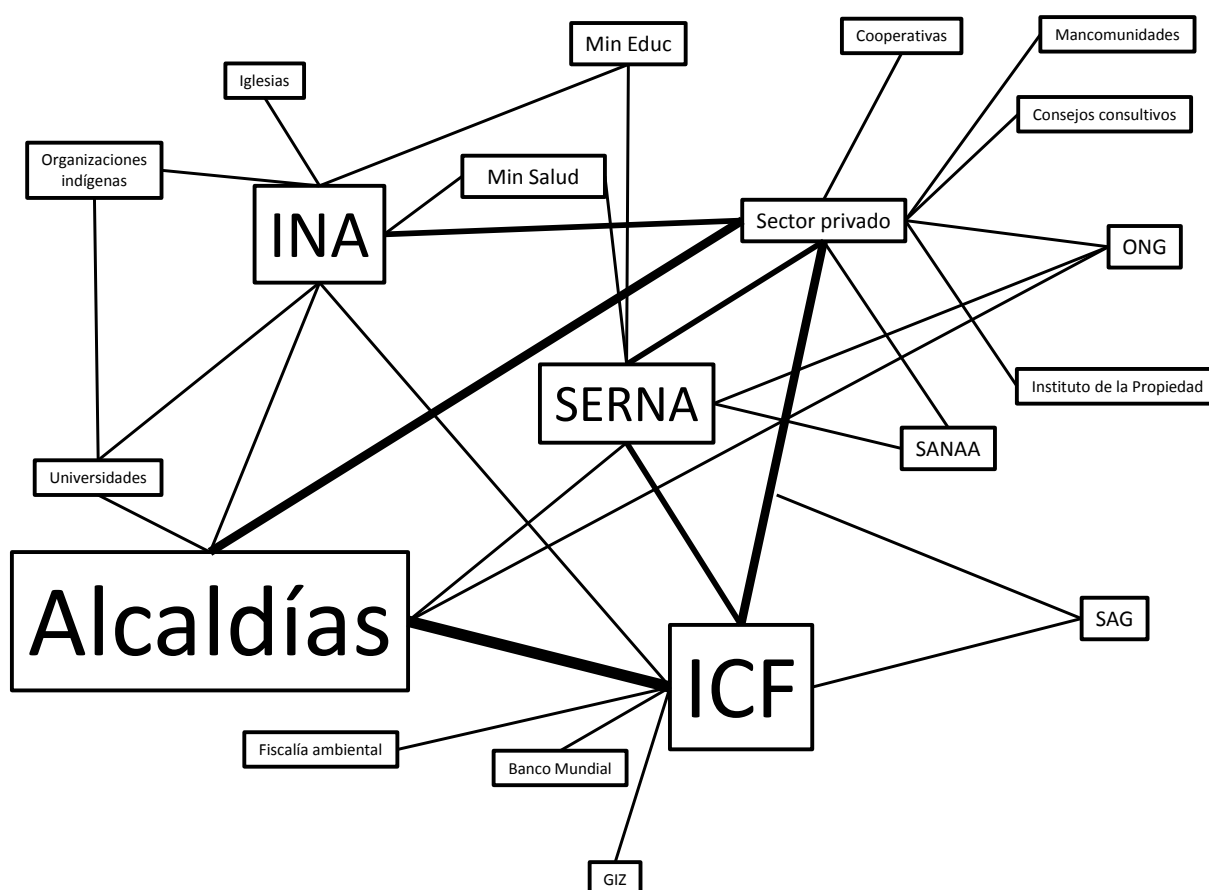 Min Educ
Cooperativas
Mancomunidades
Iglesias
Consejos consultivos
Organizaciones
indígenas
Min Salud
INA
Sector privado
ONG
Instituto de la Propiedad
SERNA
SANAA
Universidades
Alcaldías
SAG
ICF
Fiscalía ambiental
Banco Mundial
GIZ